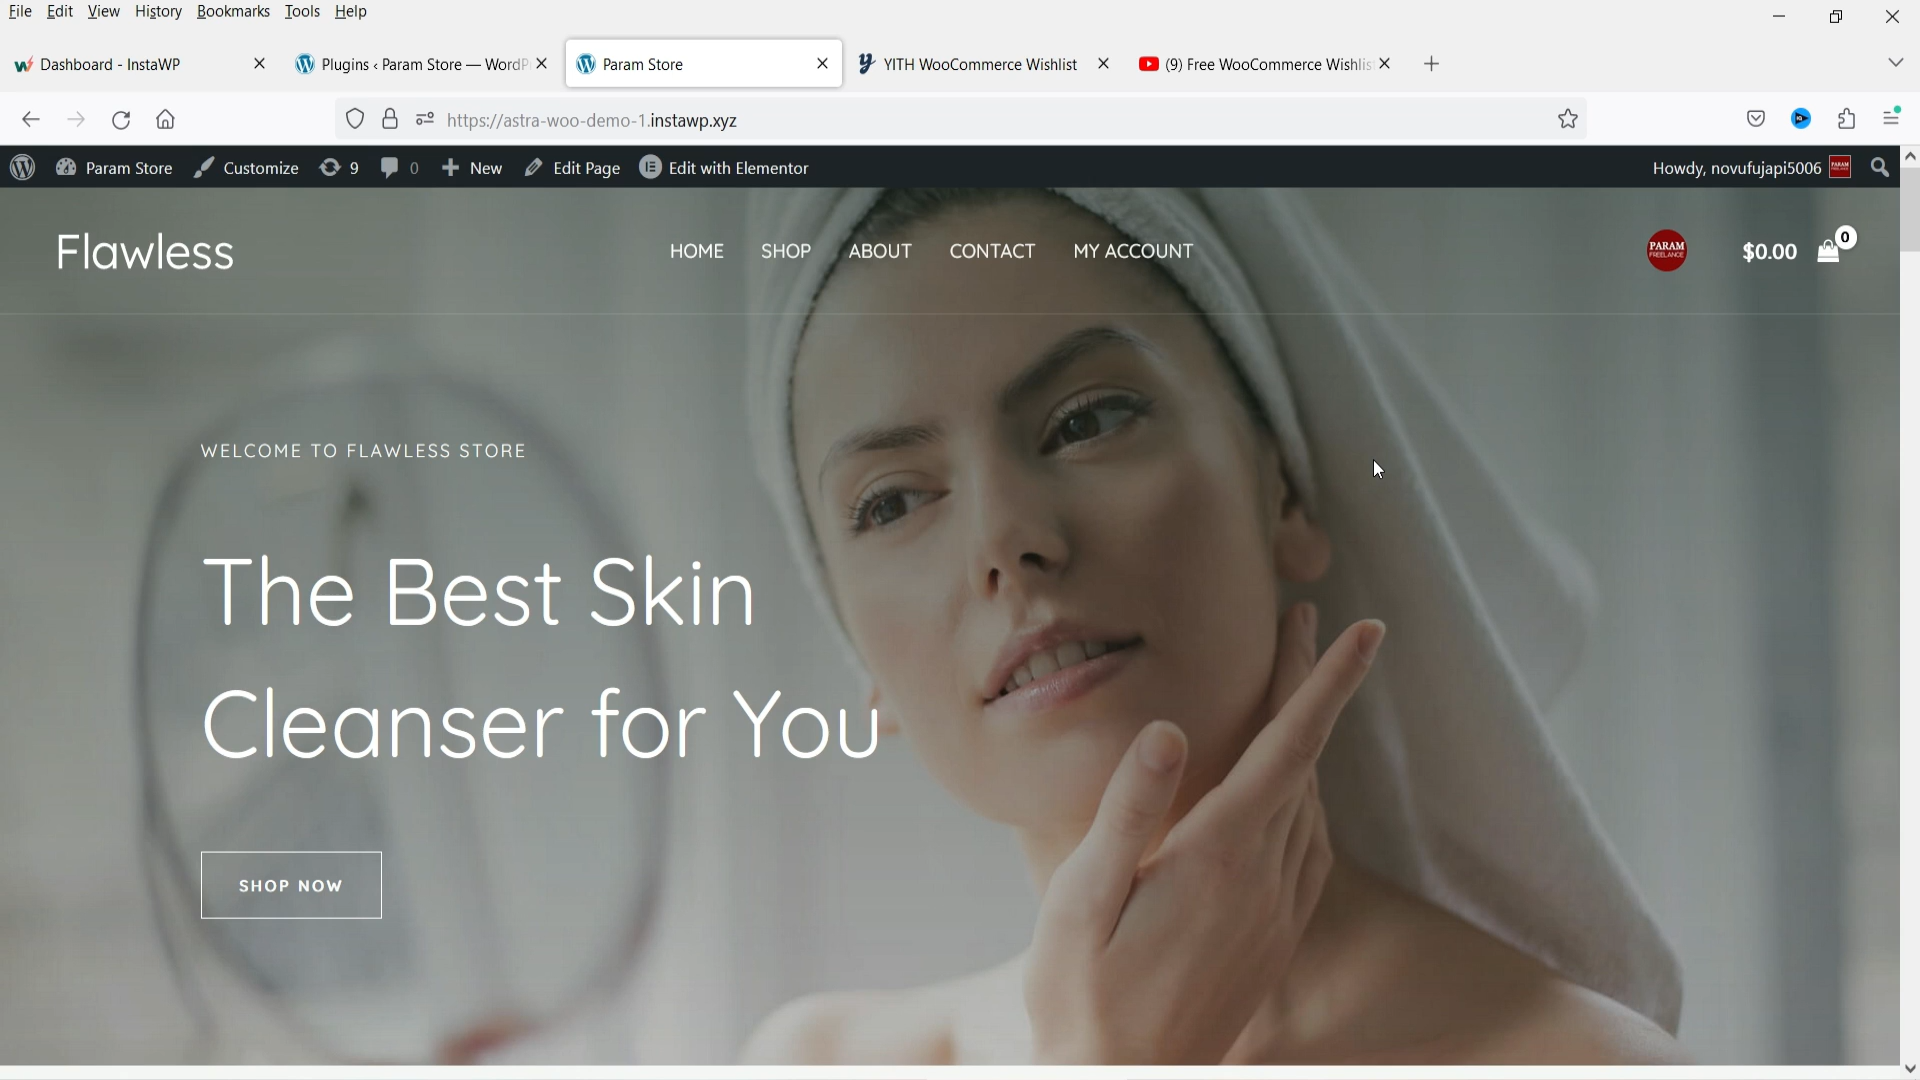 File Edit View History Bookmarks Tools Help
Dashboard - InstaWP
Plugins ‹ Param Store — WordP
Param Store
YITH WooCommerce Wishlist
(9) Free WooCommerce Wishlis
https://astra-woo-demo-1.instawp.xyz
Param Store Customize 9 0 New Edit Page Edit with Elementor Howdy, novufujapi5006
Flawless
HOME SHOP ABOUT CONTACT MY ACCOUNT
PARAM
FREELANCE
$0.00 0
WELCOME TO FLAWLESS STORE
The Best Skin
Cleanser for You
SHOP NOW